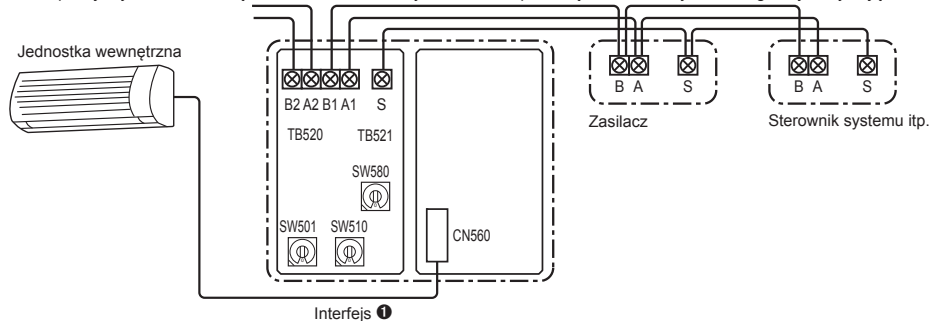 Jednostka wewnętrzna
B2 A2 B1 A1 S
TB520 TB521
SW580
SW501 SW510
CN560
Interfejs ❶
B A S
Zasilacz
B A S
Sterownik systemu itp.